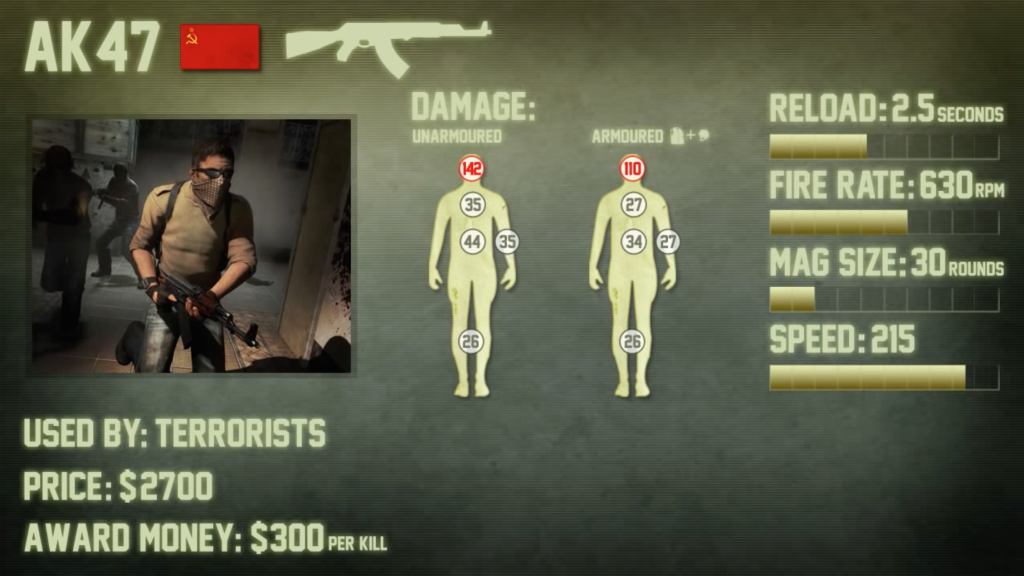 AK47
DAMAGE:
UNARMOURED
142
35
44
35
26
ARMOURED +
110
27
34
27
26
RELOAD: 2.5 SECONDS
FIRE RATE: 630 RPM
MAG SIZE: 30 ROUNDS
SPEED: 215
USED BY: TERRORISTS
PRICE: $2700
AWARD MONEY: $300 PER KILL